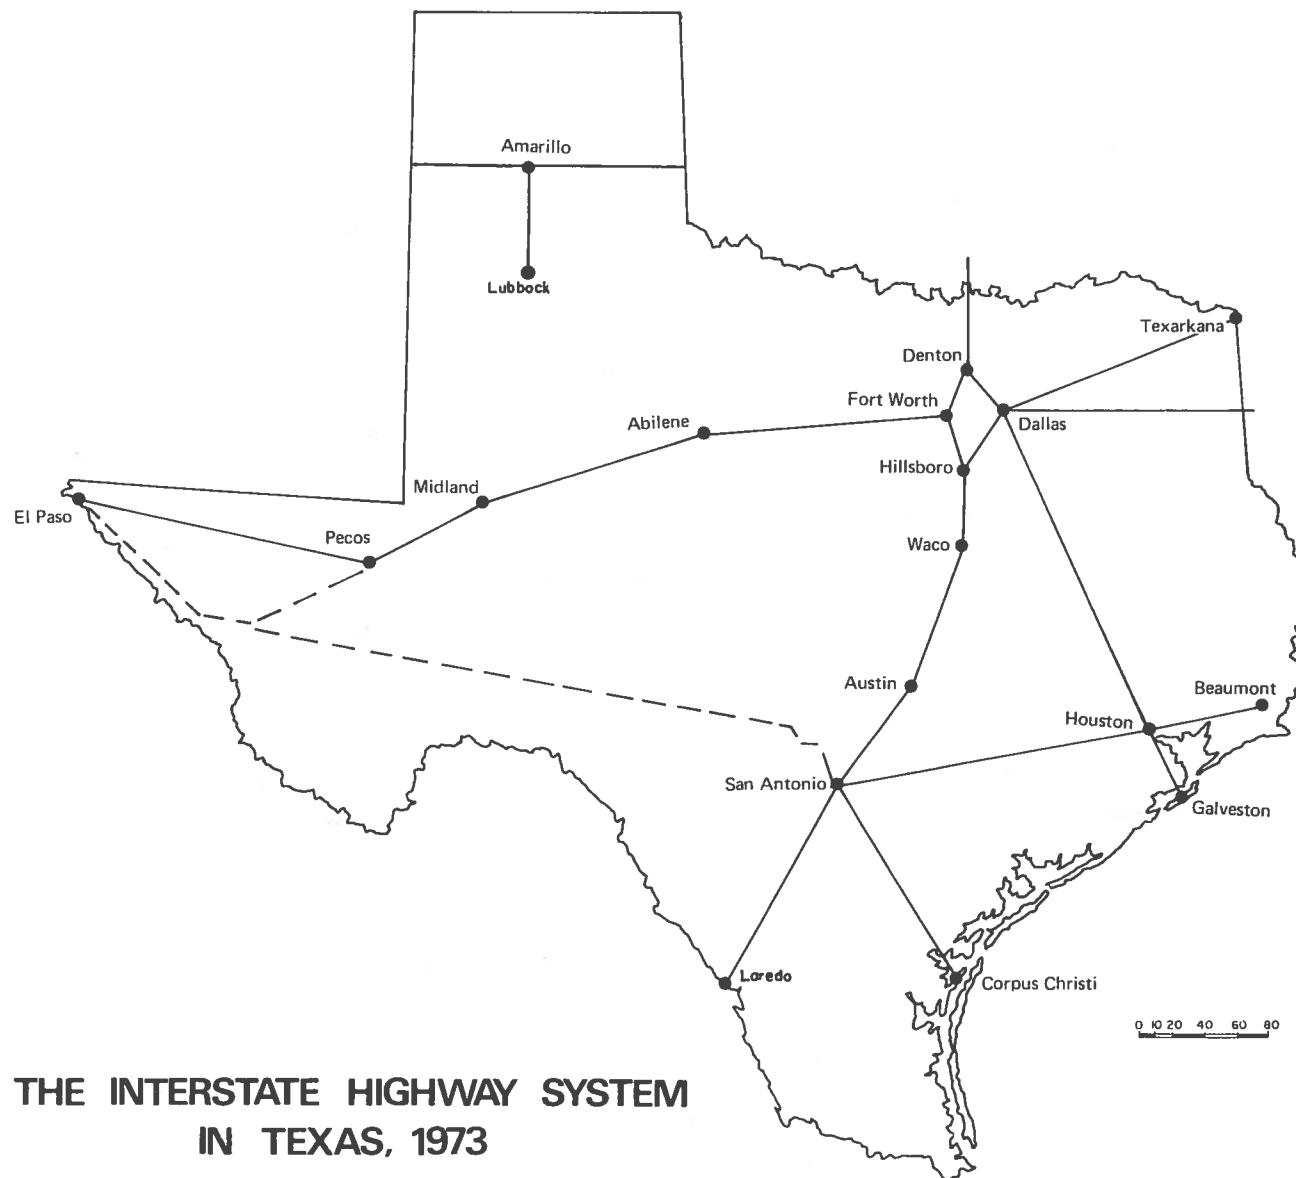 Amarillo
Lubbock
Texarkana
Denton
Fort Worth
Dallas
Abilene
Hillsboro
Midland
El Paso
Pecos
Waco
Austin
Beaumont
Houston
San Antonio
Galveston
Laredo
Corpus Christi
0 10 20 40 60 80
THE INTERSTATE HIGHWAY SYSTEM
IN TEXAS, 1973